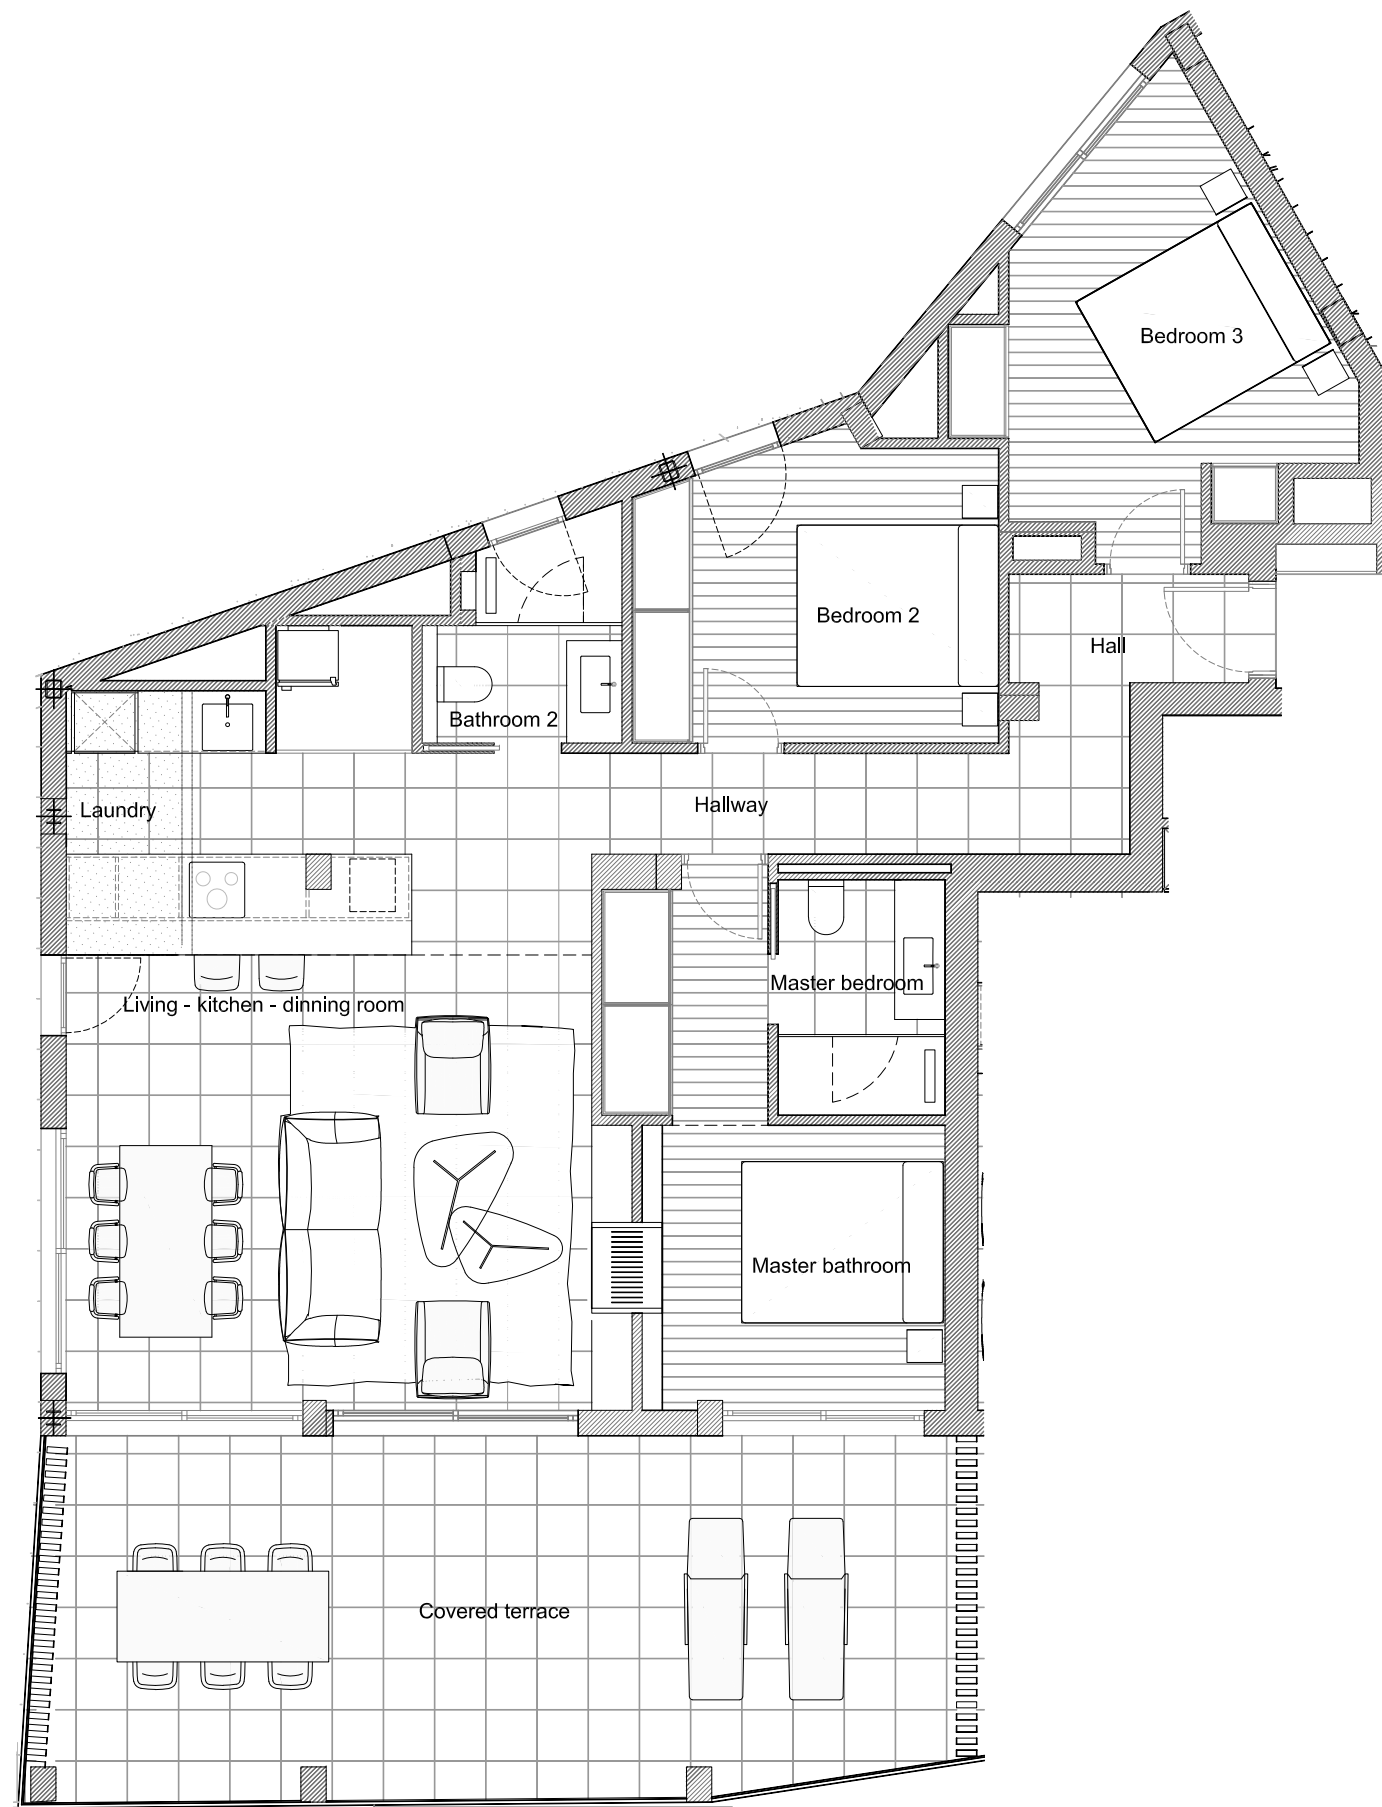 Bedroom 3
Bedroom 2
Hall
Bathroom 2
Hallway
Laundry
Master bedroom
Living - kitchen - dinning room
Master bathroom
Covered terrace